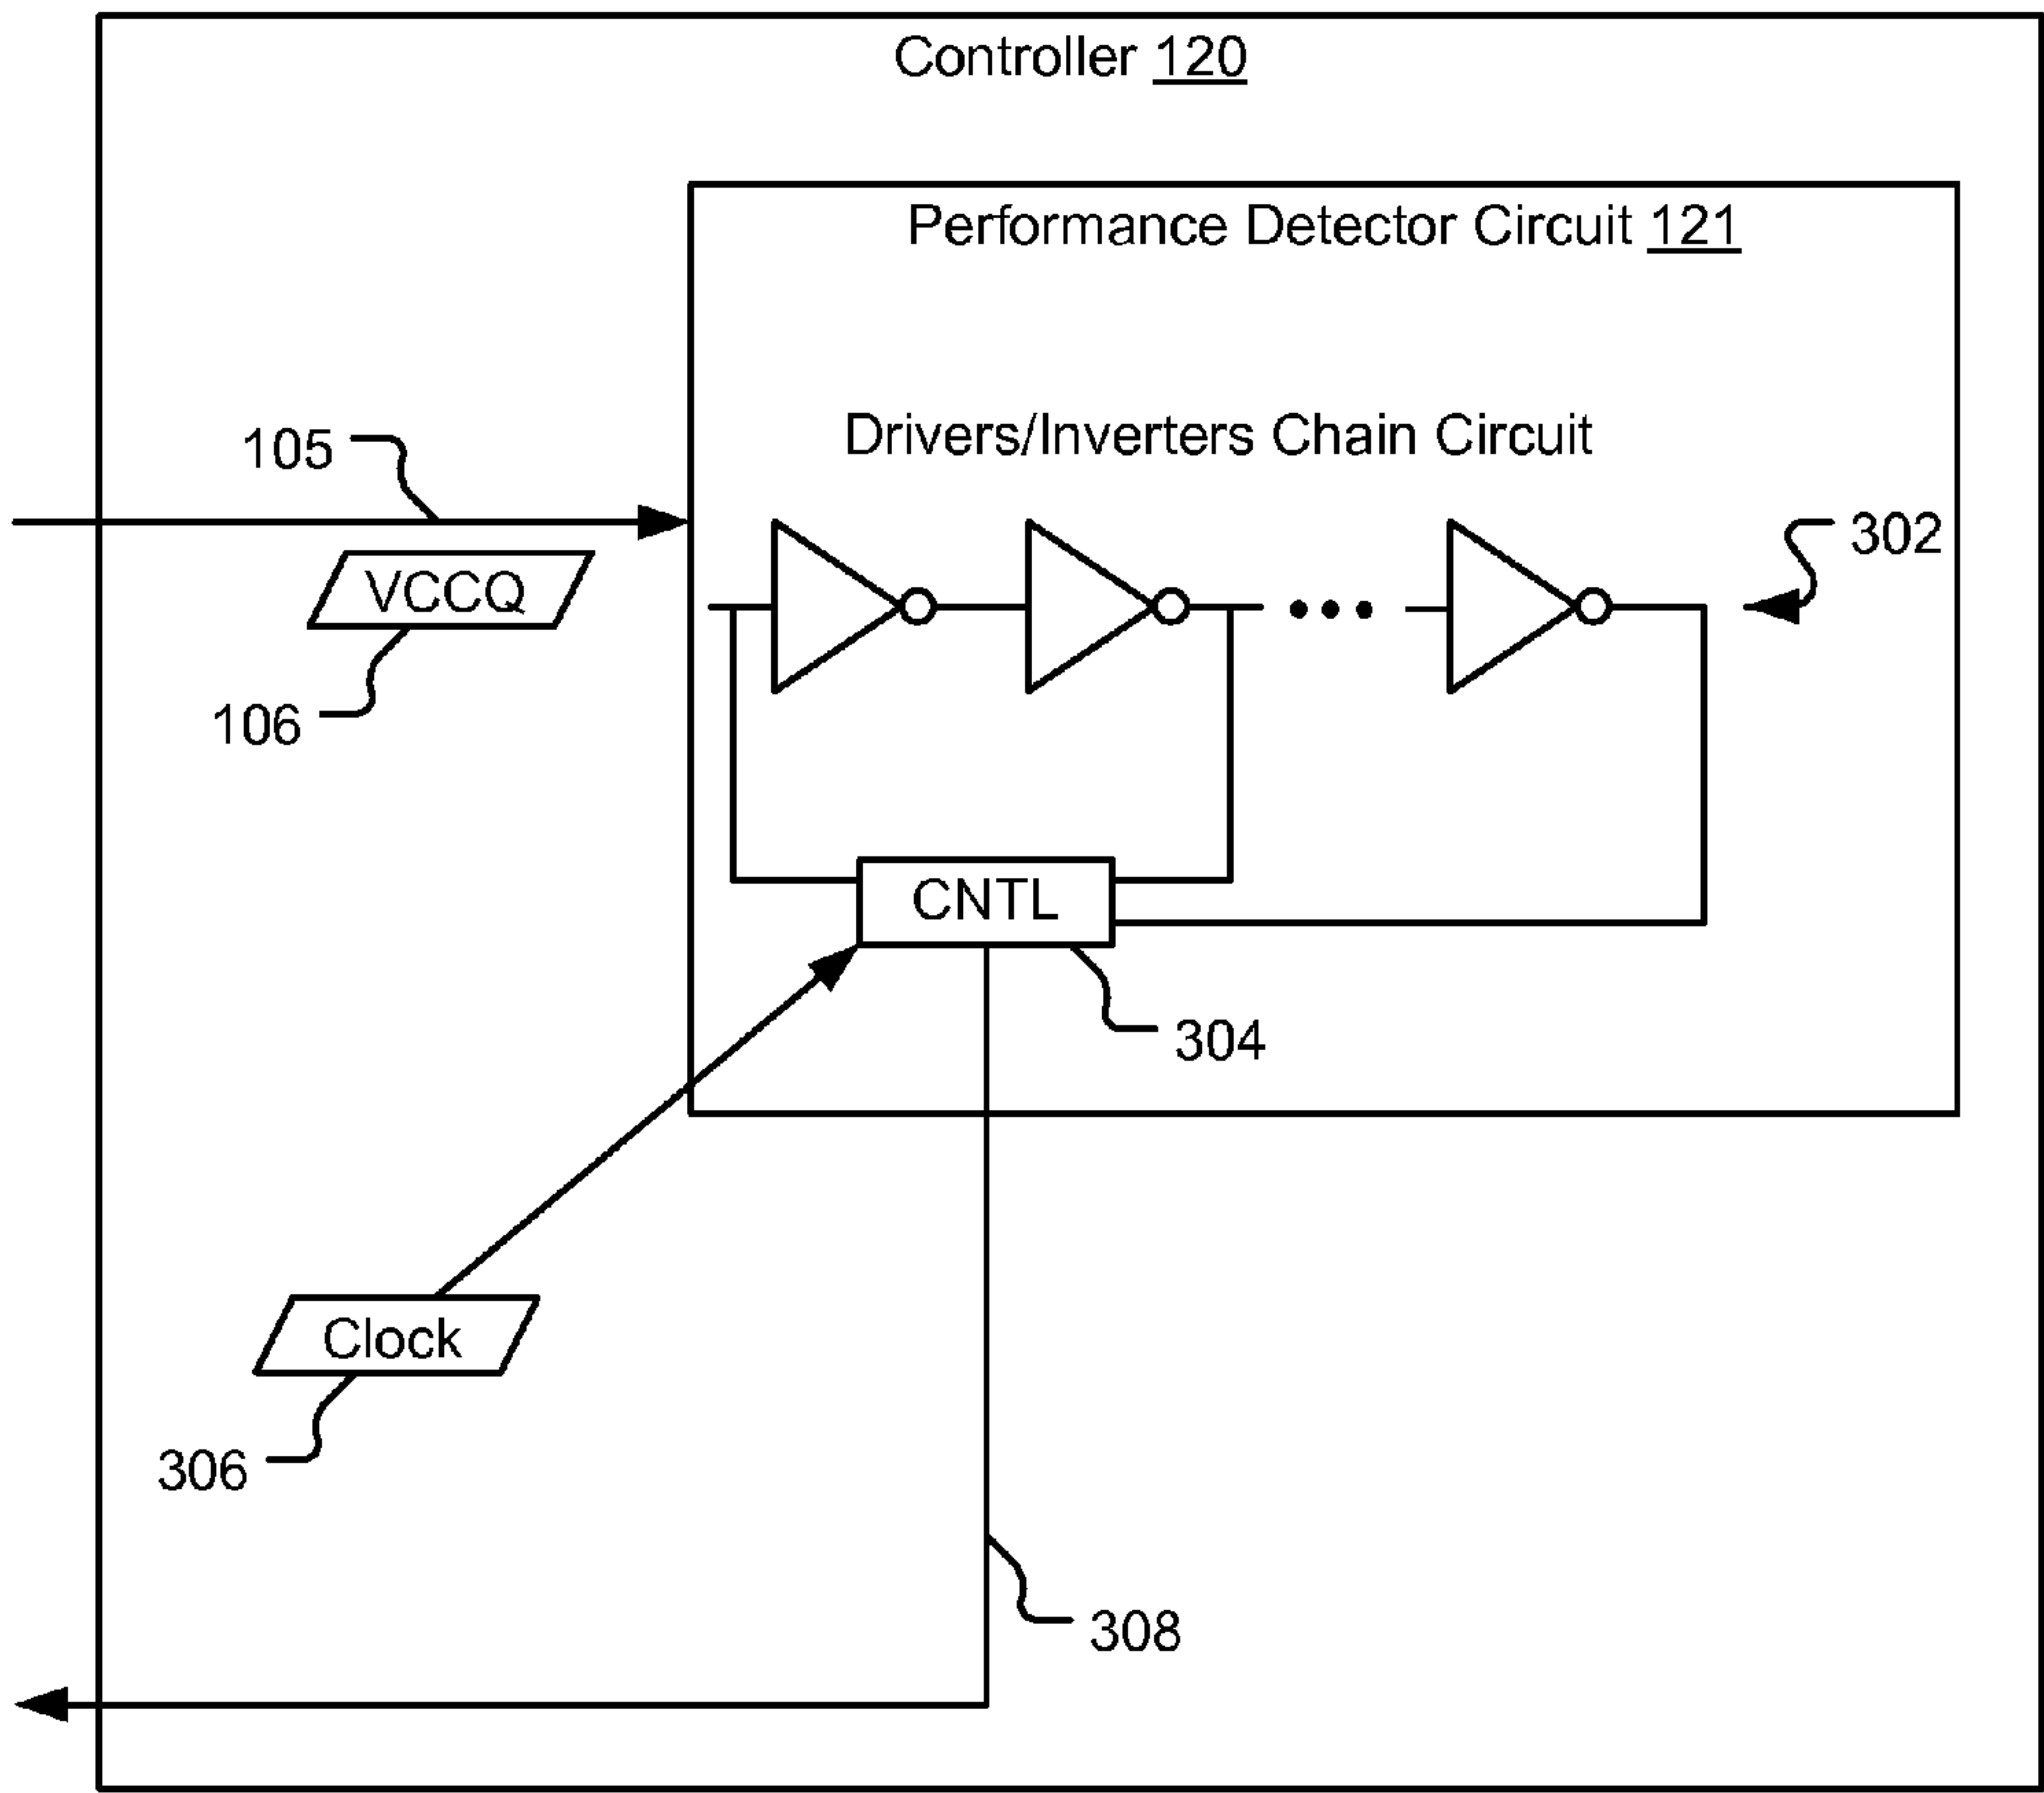 Controller 120
Performance Detector Circuit 121
Drivers/Inverters Chain Circuit
105
302
VCCQ
106
CNTL
304
Clock
306
308